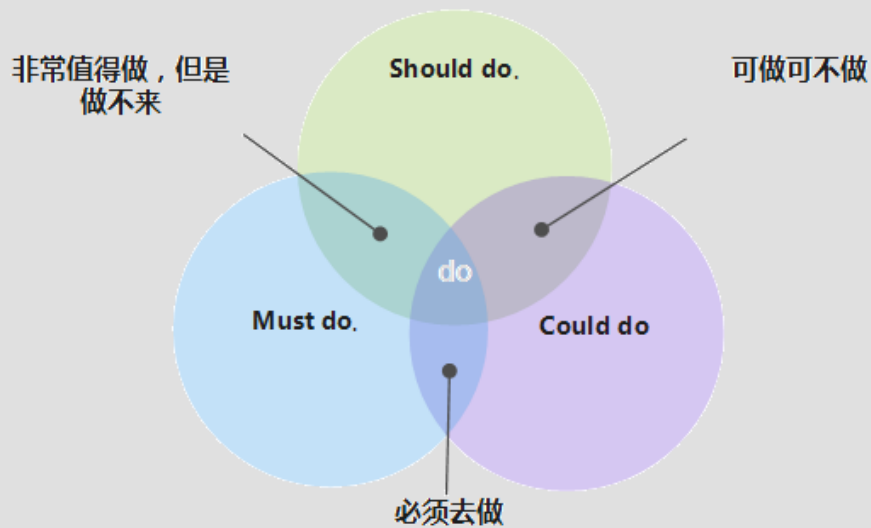 Should do.
非常值得做，但是
做不来
可做可不做
do
Must do.
Could do
必须去做